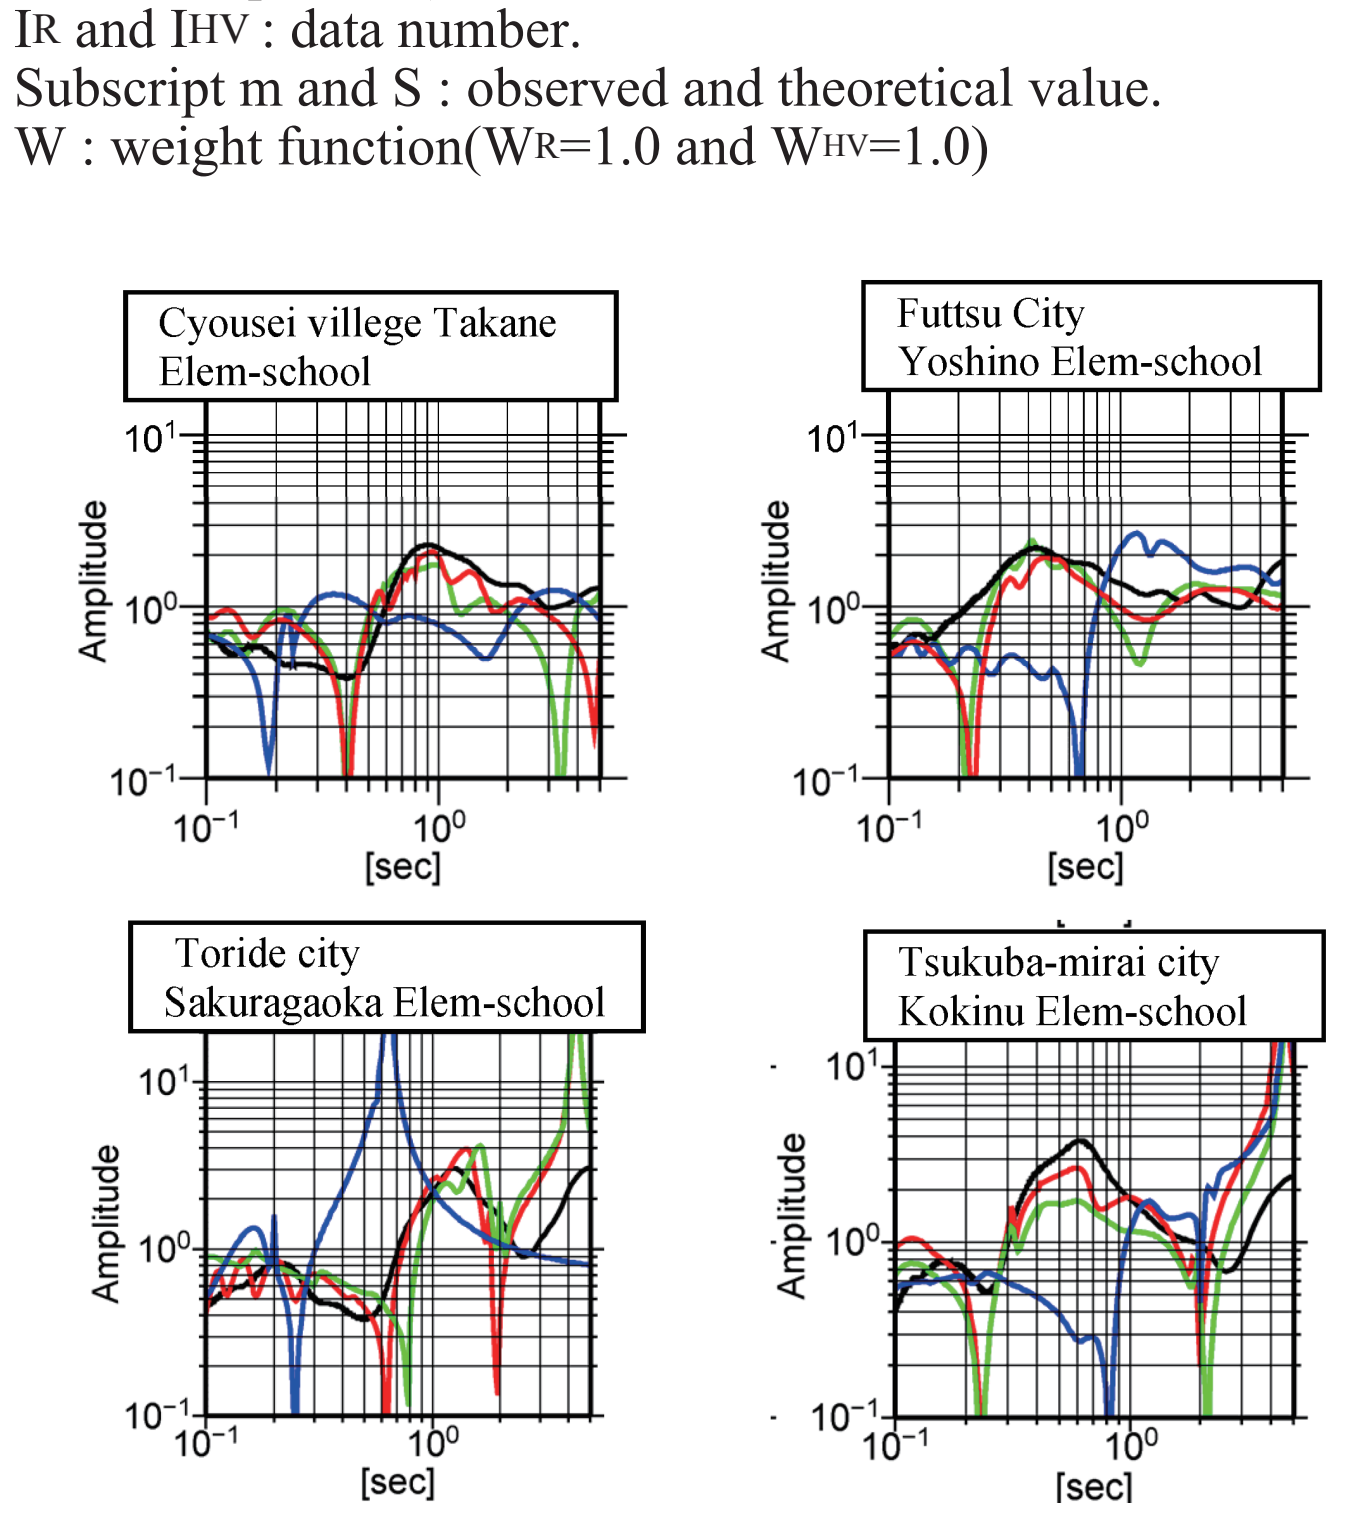 IR and IHV : data number.
Subscript m and S : observed and theoretical value.
W : weight function(WR=1.0 and WHV=1.0)
Cyousei villege Takane
Elem-school
10¹
10⁰
10⁻¹
Amplitude
10⁻¹ 10⁰
[sec]
Futtsu City
Yoshino Elem-school
10¹
10⁰
10⁻¹
Amplitude
10⁻¹ 10⁰
[sec]
Toride city
Sakuragaoka Elem-school
10¹
10⁰
10⁻¹
Amplitude
10⁻¹ 10⁰
[sec]
Tsukuba-mirai city
Kokinu Elem-school
10¹
10⁰
10⁻¹
Amplitude
10⁻¹ 10⁰
[sec]